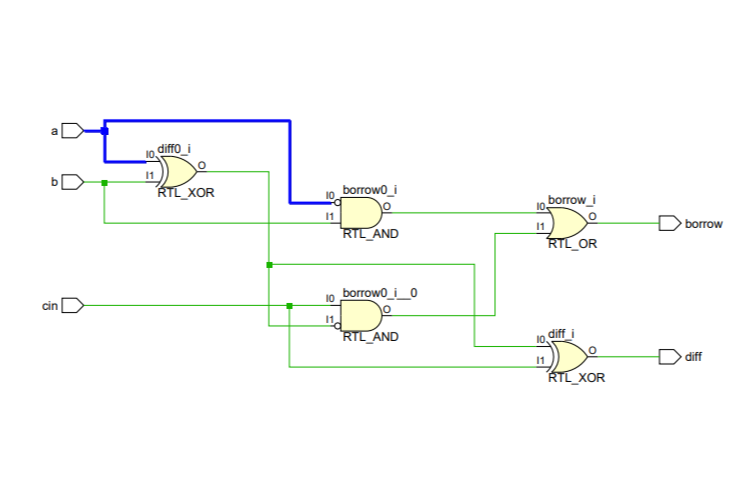 a
diff0_i
I0
O
I1
b
RTL_XOR
borrow0_i
I0
O
I1
RTL_AND
borrow_i
I0
O
I1
borrow
RTL_OR
cin
borrow0_i__0
I0
O
I1
RTL_AND
diff_i
I0
O
I1
diff
RTL_XOR